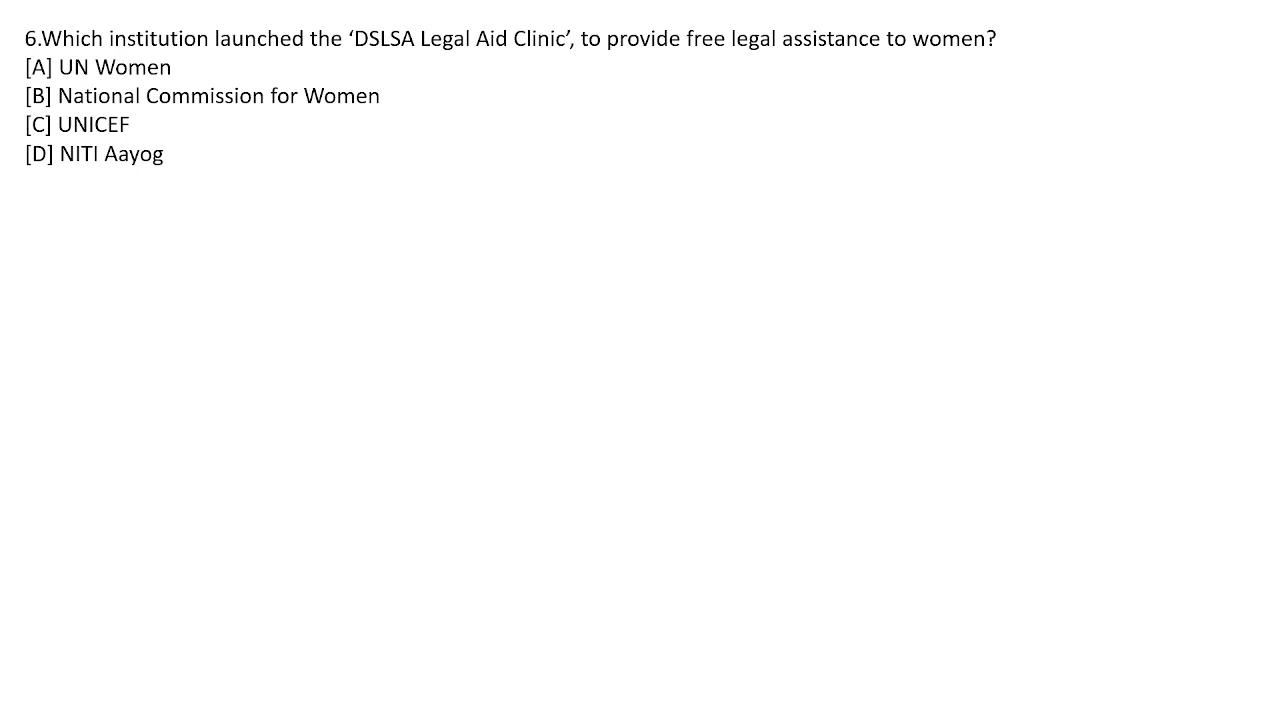 6.Which institution launched the ‘DSLSA Legal Aid Clinic’, to provide free legal assistance to women?
[A] UN Women
[B] National Commission for Women
[C] UNICEF
[D] NITI Aayog